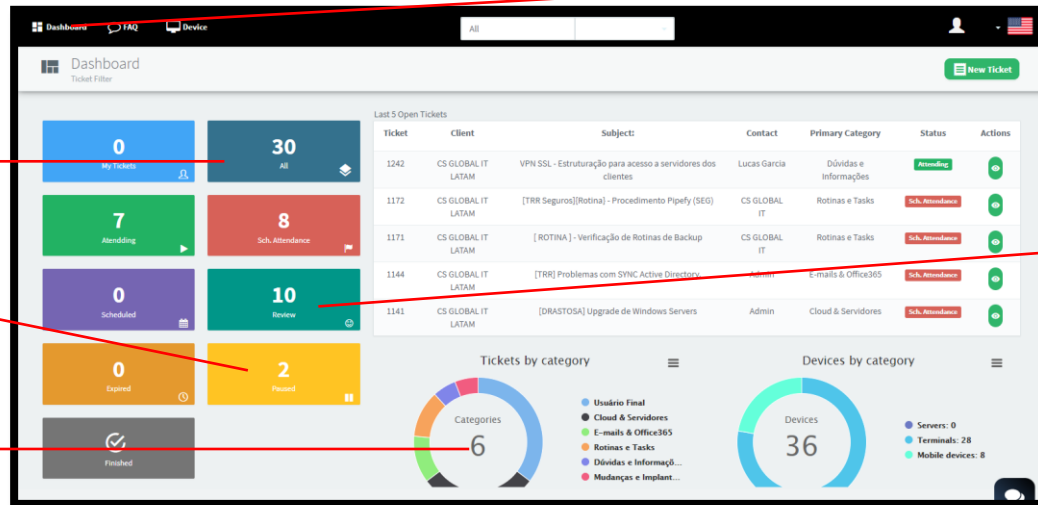 Dashboard FAQ Device All
Dashboard
Ticket Filter
New Ticket
0
My Tickets
30
All
7
Atendding
8
Sch. Attendance
0
Scheduled
10
Review
0
Expired
2
Paused
Finished
Last 5 Open Tickets
Ticket Client Subject: Contact Primary Category Status Actions
1242 CS GLOBAL IT VPN SSL - Estruturação para acesso a servidores dos Lucas Garcia Dúvidas e Attending
LATAM clientes Informações
1172 CS GLOBAL IT [TRR Seguros][Rotina] - Procedimento Pipefy (SEG) CS GLOBAL Rotinas e Tasks Sch. Attendance
LATAM IT
1171 CS GLOBAL IT [ ROTINA ] - Verificação de Rotinas de Backup CS GLOBAL Rotinas e Tasks Sch. Attendance
LATAM IT
1144 CS GLOBAL IT [TRR] Problemas com SYNC Active Directory. Admin E-mails & Office365 Sch. Attendance
LATAM
1141 CS GLOBAL IT [DRASTOSA] Upgrade de Windows Servers Admin Cloud & Servidores Sch. Attendance
LATAM
Tickets by category
Categories
6
Usuário Final
Cloud & Servidores
E-mails & Office365
Rotinas e Tasks
Dúvidas e Informaçõ...
Mudanças e Implant...
Devices by category
Devices
36
Servers: 0
Terminals: 28
Mobile devices: 8